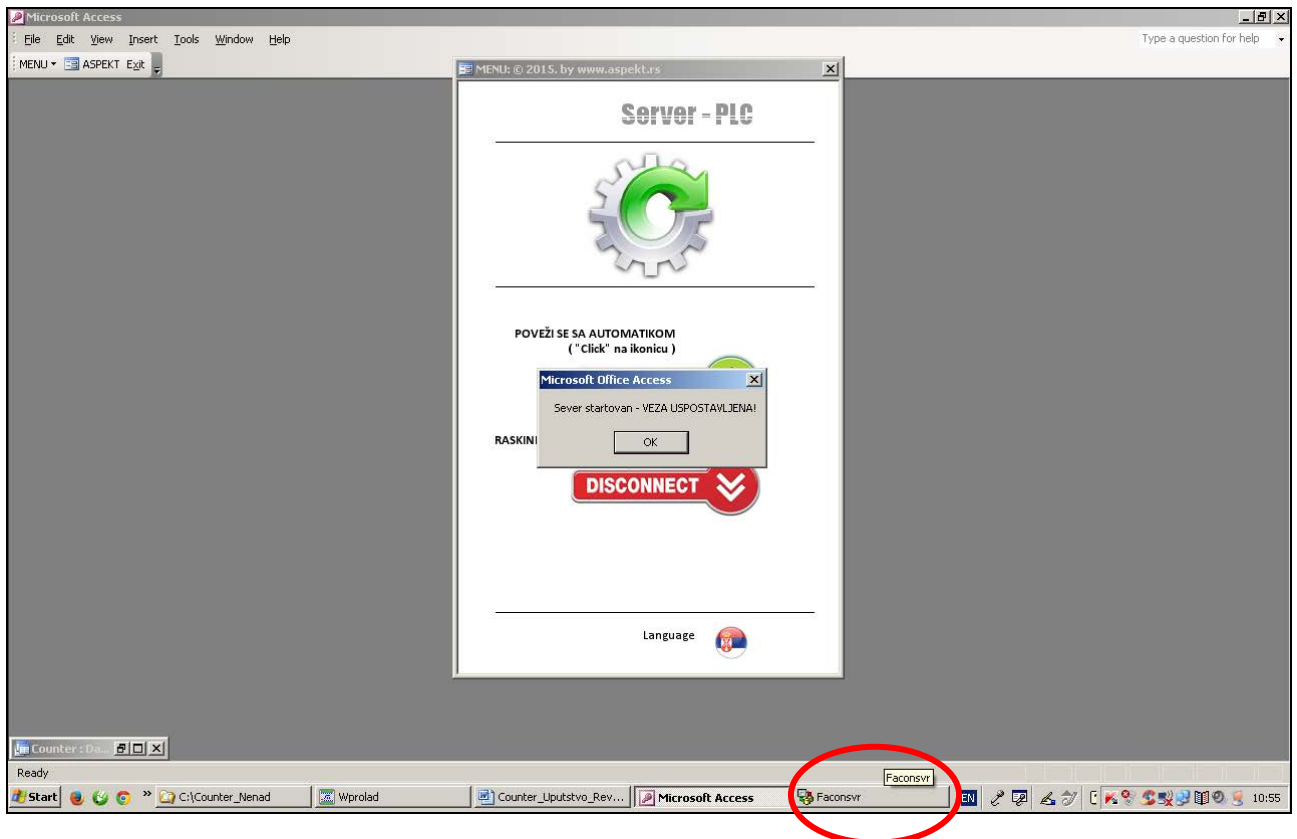 Microsoft Access
File Edit View Insert Tools Window Help
Type a question for help
MENU ASPEKT Exit
MENU: © 2015. by www.aspekt.rs
Server - PLC
POVEŽI SE SA AUTOMATIKOM
( "Click" na ikonicu )
Microsoft Office Access
Sever startovan - VEZA USPOSTAVLJENA!
OK
RASKINI
DISCONNECT
Language
Counter : Da...
Ready
Faconsvr
Start C:\Counter_Nenad Wprolad Counter_Uputstvo_Rev... Microsoft Access Faconsvr EN 10:55